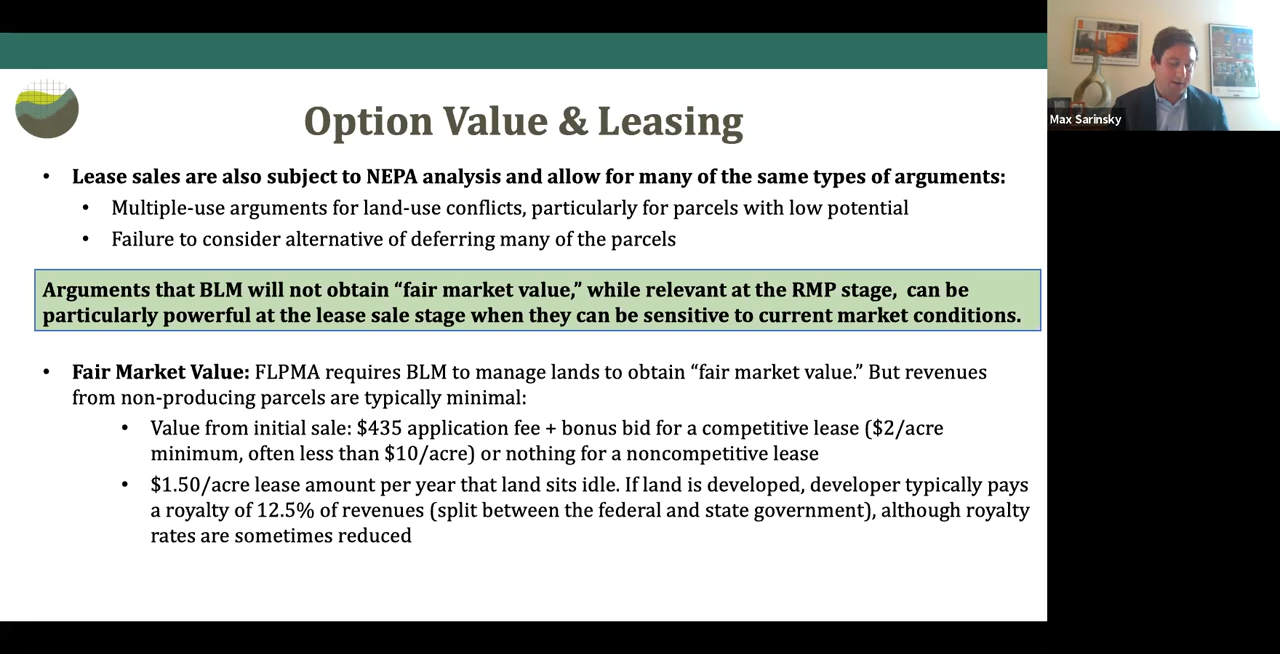 Option Value & Leasing
Max Sarinsky
• Lease sales are also subject to NEPA analysis and allow for many of the same types of arguments:
• Multiple-use arguments for land-use conflicts, particularly for parcels with low potential
• Failure to consider alternative of deferring many of the parcels
Arguments that BLM will not obtain “fair market value,” while relevant at the RMP stage, can be
particularly powerful at the lease sale stage when they can be sensitive to current market conditions.
• Fair Market Value: FLPMA requires BLM to manage lands to obtain “fair market value.” But revenues
from non-producing parcels are typically minimal:
• Value from initial sale: $435 application fee + bonus bid for a competitive lease ($2/acre
minimum, often less than $10/acre) or nothing for a noncompetitive lease
• $1.50/acre lease amount per year that land sits idle. If land is developed, developer typically pays
a royalty of 12.5% of revenues (split between the federal and state government), although royalty
rates are sometimes reduced